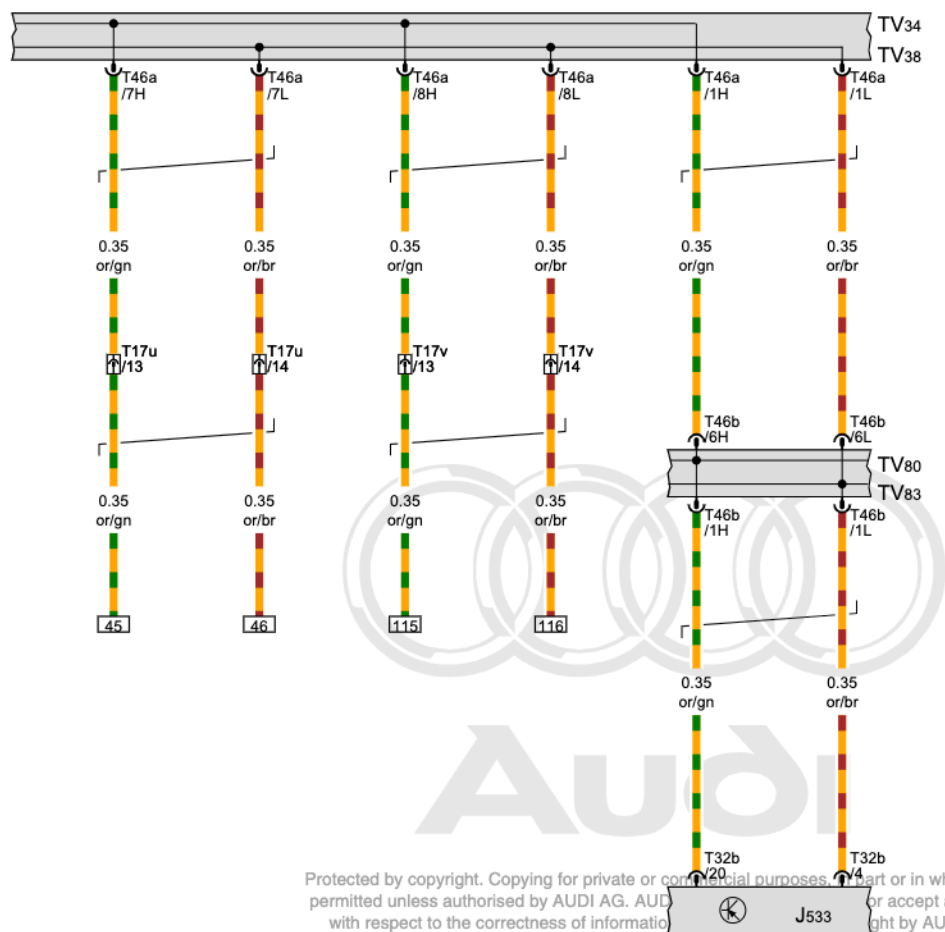 TV34
TV38
T46a T46a T46a T46a T46a T46a
/7H /7L /8H /8L /1H /1L
0.35 0.35 0.35 0.35 0.35 0.35
or/gn or/br or/gn or/br or/gn or/br
T17u T17u T17v T17v
/13 /14 /13 /14
T46b T46b
/6H /6L
TV80
TV83
0.35 0.35 0.35 0.35
or/gn or/br or/gn or/br
T46b T46b
/1H /1L
45 46 115 116
0.35 0.35
or/gn or/br
Audi
T32b T32b
/20 /4
Protected by copyright. Copying for private or commercial purposes, part or in
permitted unless authorised by AUDI AG. or accept
J533
with respect to the correctness of by